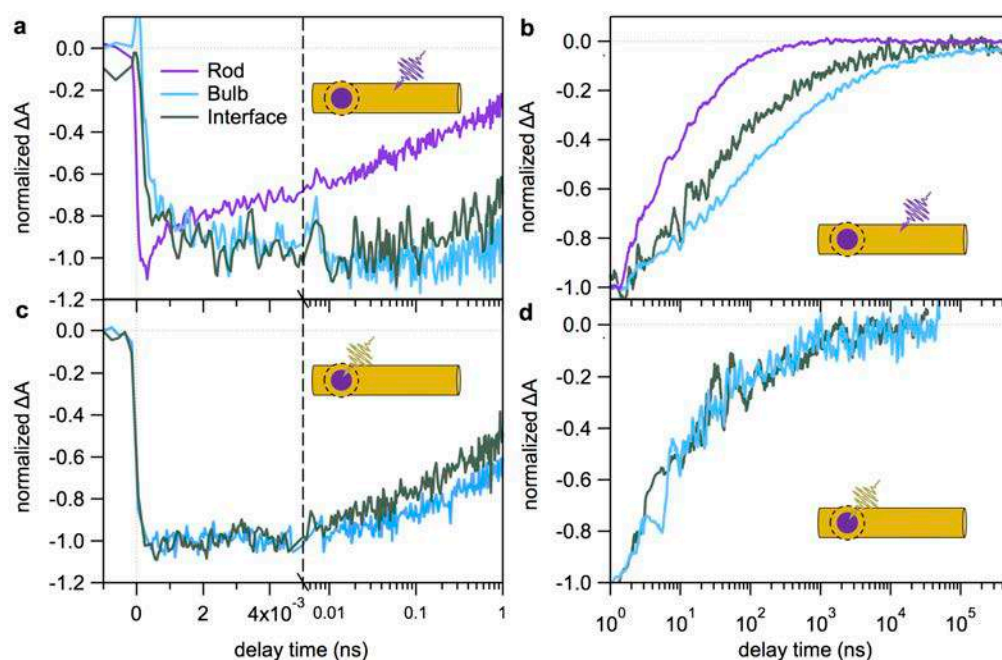 a
normalized ΔA
0.0
-0.2
-0.4
-0.6
-0.8
-1.0
-1.2
Rod
Bulb
Interface
b
normalized ΔA
0.0
-0.2
-0.4
-0.6
-0.8
-1.0
c
normalized ΔA
0.0
-0.2
-0.4
-0.6
-0.8
-1.0
-1.2
0
2
4x10⁻³
0.01
0.1
1
delay time (ns)
d
normalized ΔA
0.0
-0.2
-0.4
-0.6
-0.8
-1.0
10⁰
10¹
10²
10³
10⁴
10⁵
delay time (ns)